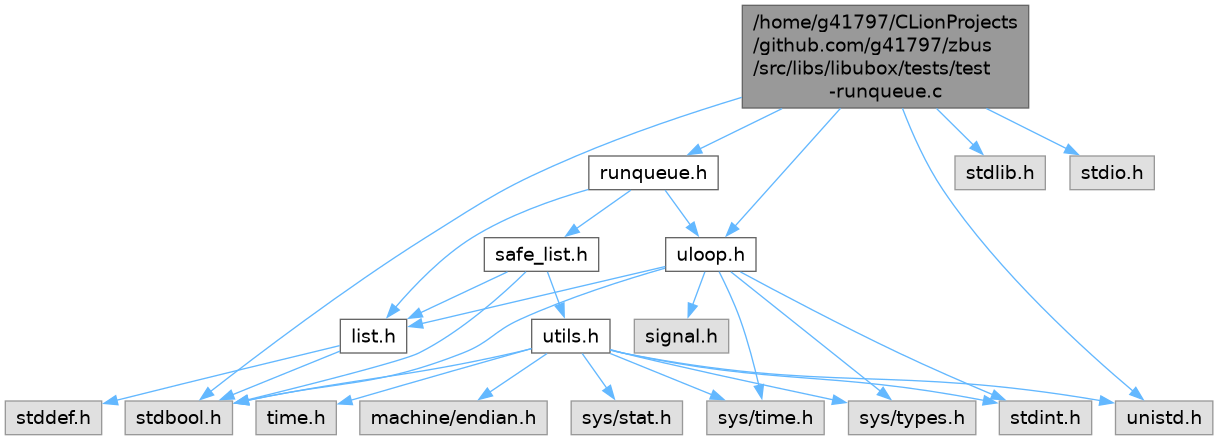 /home/g41797/CLionProjects
/github.com/g41797/zbus
/src/libs/libubox/tests/test
-runqueue.c
runqueue.h
stdlib.h
stdio.h
safe_list.h
uloop.h
list.h
utils.h
signal.h
stddef.h
stdbool.h
time.h
machine/endian.h
sys/stat.h
sys/time.h
sys/types.h
stdint.h
unistd.h